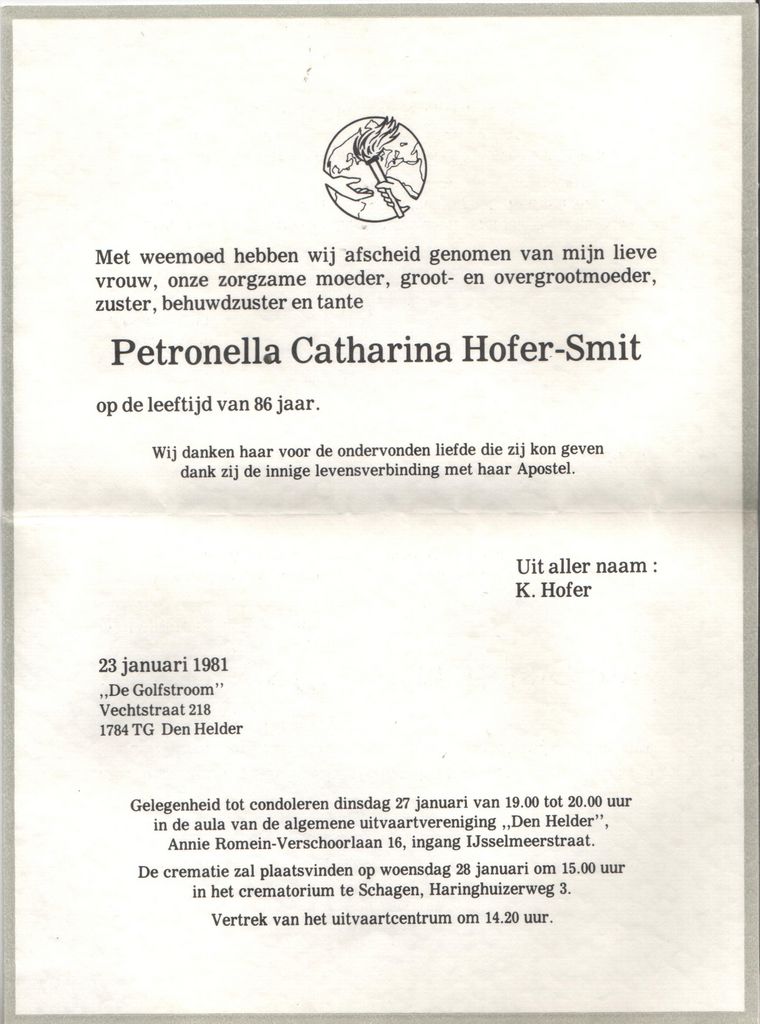 Met weemoed hebben wij afscheid genomen van mijn lieve
vrouw, onze zorgzame moeder, groot- en overgrootmoeder,
zuster, behuwdzuster en tante
Petronella Catharina Hofer-Smit
op de leeftijd van 86 jaar.
Wij danken haar voor de ondervonden liefde die zij kon geven
dank zij de innige levensverbinding met haar Apostel.
Uit aller naam :
K. Hofer
23 januari 1981
,,De Golfstroom”
Vechtstraat 218
1784 TG Den Helder
Gelegenheid tot condoleren dinsdag 27 januari van 19.00 tot 20.00 uur
in de aula van de algemene uitvaartvereniging ,,Den Helder”,
Annie Romein-Verschoorlaan 16, ingang IJsselmeerstraat.
De crematie zal plaatsvinden op woensdag 28 januari om 15.00 uur
in het crematorium te Schagen, Haringhuizerweg 3.
Vertrek van het uitvaartcentrum om 14.20 uur.